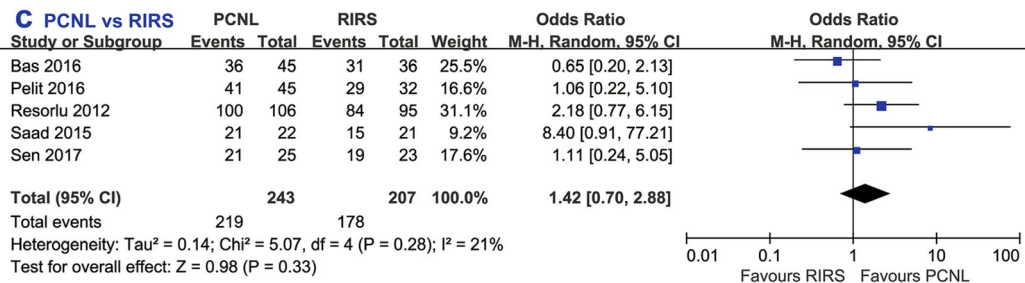 C PCNL vs RIRS PCNL RIRS Odds Ratio Odds Ratio
Study or Subgroup Events Total Events Total Weight M-H, Random, 95% CI M-H, Random, 95% CI
Bas 2016 36 45 31 36 25.5% 0.65 [0.20, 2.13]
Pelit 2016 41 45 29 32 16.6% 1.06 [0.22, 5.10]
Resorlu 2012 100 106 84 95 31.1% 2.18 [0.77, 6.15]
Saad 2015 21 22 15 21 9.2% 8.40 [0.91, 77.21]
Sen 2017 21 25 19 23 17.6% 1.11 [0.24, 5.05]
Total (95% CI) 243 207 100.0% 1.42 [0.70, 2.88]
Total events 219 178
Heterogeneity: Tau² = 0.14; Chi² = 5.07, df = 4 (P = 0.28); I² = 21%
Test for overall effect: Z = 0.98 (P = 0.33)
0.01 0.1 1 10 100
Favours RIRS Favours PCNL